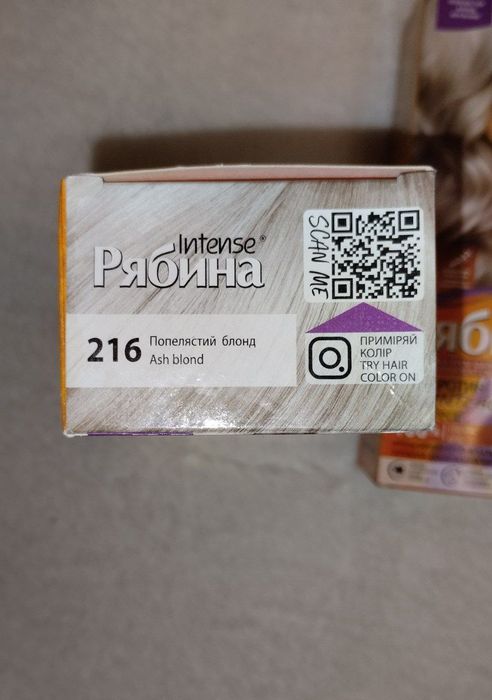 Intense®
Рябина
216
Попелястий блонд
Ash blond
SCAN ME
ПРИМІРЯЙ
КОЛІР
TRY HAIR
COLOR ON